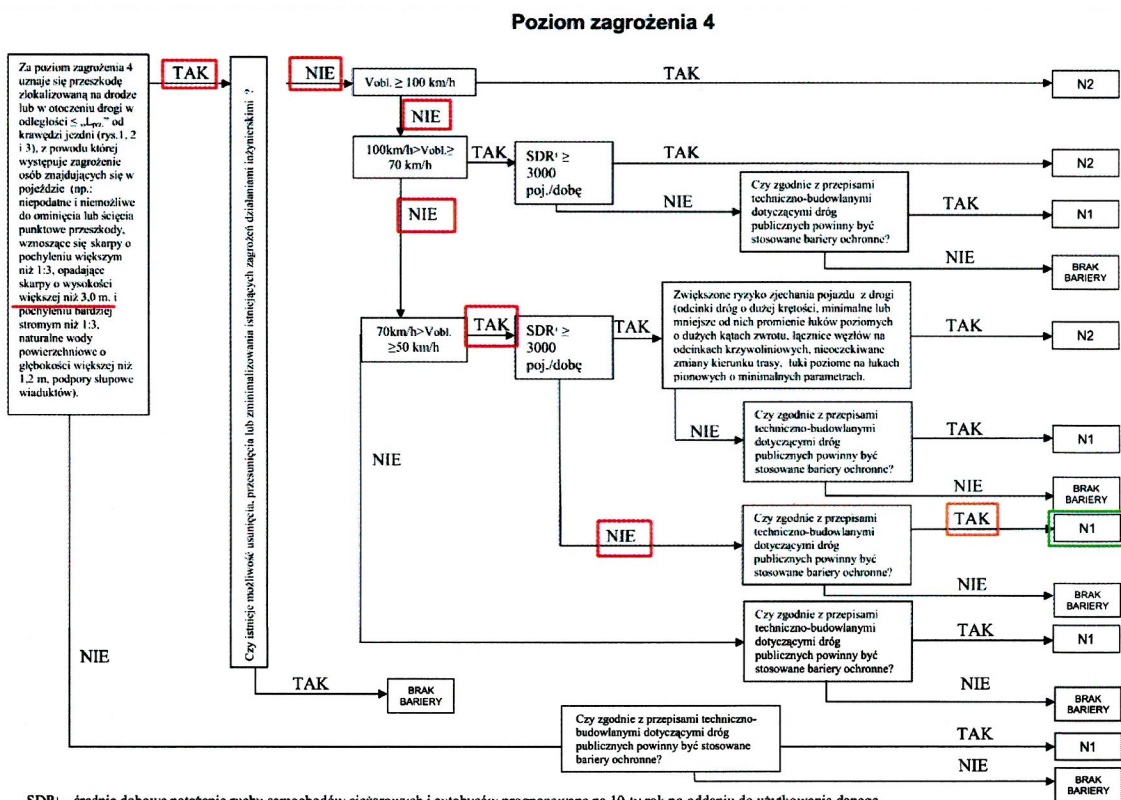 Poziom zagrożenia 4
Za poziom zagrożenia 4
uznaje się przeszkodę
zlokalizowaną na drodze
lub w otoczeniu drogi w
odległości ≤ „Lprz.” od
krawędzi jezdni (rys.1, 2
i 3), z powodu której
występuje zagrożenie
osób znajdujących się w
pojeździe (np.:
niepodatne i niemożliwe
do ominięcia lub ścięcia
punktowe przeszkody,
wznoszące się skarpy o
pochyleniu większym
niż 1:3, opadające
skarpy o wysokości
większej niż 3,0 m. i
pochyleniu bardziej
stromym niż 1:3,
naturalne wody
powierzchniowe o
głębokości większej niż
1,2 m, podpory słupowe
wiaduktów).
TAK
Czy istnieje możliwość usunięcia, przesunięcia lub zminimalizowania istniejących zagrożeń działaniami inżynierskimi ?
NIE
Vobl. ≥ 100 km/h
TAK
N2
NIE
100km/h>Vobl.≥
70 km/h
TAK
SDR¹ ≥
3000
poj./dobę
TAK
N2
NIE
Czy zgodnie z przepisami
techniczno-budowlanymi
dotyczącymi dróg
publicznych powinny być
stosowane bariery ochronne?
TAK
N1
NIE
BRAK
BARIERY
NIE
70km/h>Vobl.
≥50 km/h
TAK
SDR¹ ≥
3000
poj./dobę
TAK
Zwiększone ryzyko zjechania pojazdu z drogi
(odcinki dróg o dużej krętości, minimalne lub
mniejsze od nich promienie łuków poziomych
o dużych kątach zwrotu, łącznice węzłów na
odcinkach krzywoliniowych, nieoczekiwane
zmiany kierunku trasy, łuki poziome na łukach
pionowych o minimalnych parametrach.
TAK
N2
NIE
Czy zgodnie z przepisami
techniczno-budowlanymi
dotyczącymi dróg
publicznych powinny być
stosowane bariery ochronne?
TAK
N1
NIE
BRAK
BARIERY
NIE
Czy zgodnie z przepisami
techniczno-budowlanymi
dotyczącymi dróg
publicznych powinny być
stosowane bariery ochronne?
TAK
N1
NIE
BRAK
BARIERY
NIE
Czy zgodnie z przepisami
techniczno-budowlanymi
dotyczącymi dróg
publicznych powinny być
stosowane bariery ochronne?
TAK
N1
NIE
BRAK
BARIERY
TAK
BRAK
BARIERY
NIE
Czy zgodnie z przepisami techniczno-
budowlanymi dotyczącymi dróg
publicznych powinny być stosowane
bariery ochronne?
TAK
N1
NIE
BRAK
BARIERY